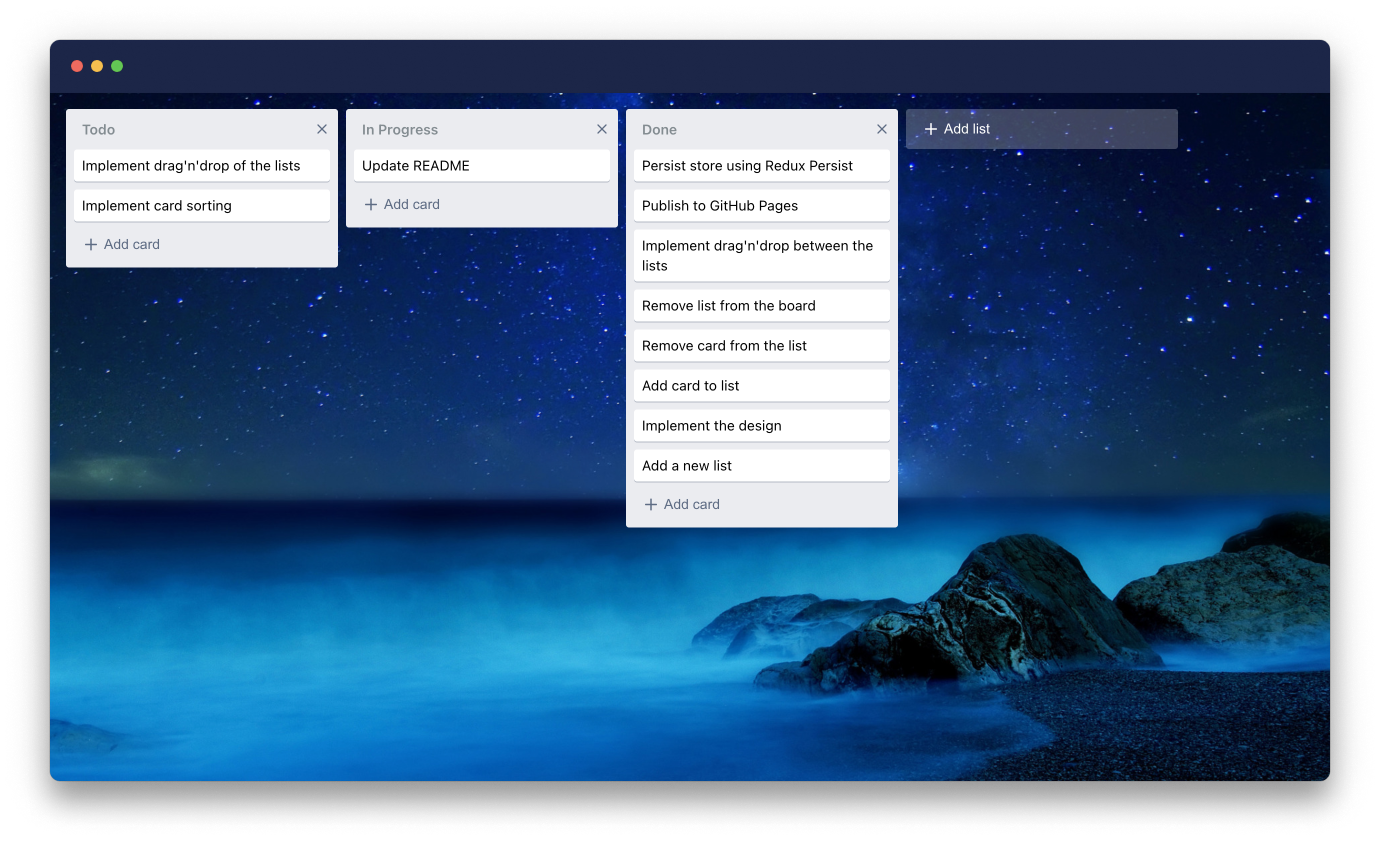 Todo
Implement drag'n'drop of the lists
Implement card sorting
Add card
In Progress
Update README
Add card
Done
Persist store using Redux Persist
Publish to GitHub Pages
Implement drag'n'drop between the
lists
Remove list from the board
Remove card from the list
Add card to list
Implement the design
Add a new list
Add card
Add list